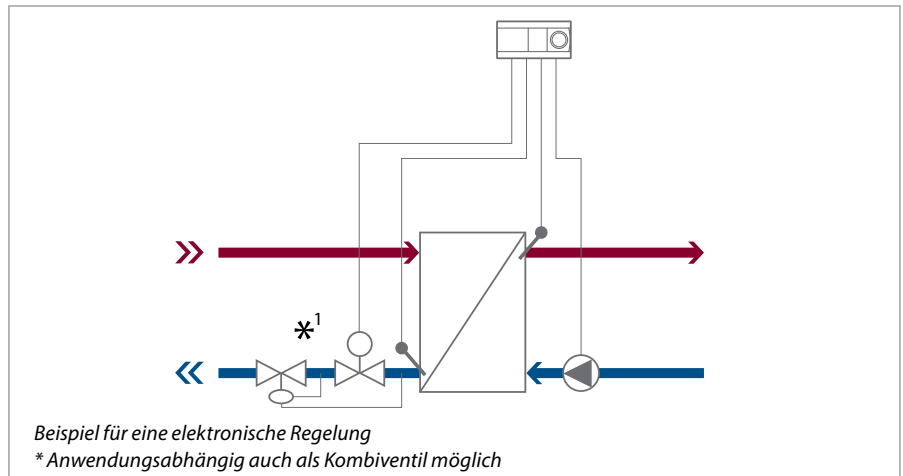 *1
Beispiel für eine elektronische Regelung
* Anwendungsabhängig auch als Kombiventil möglich